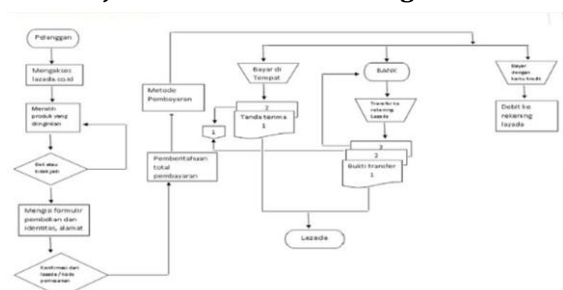 Pelanggan
Mengakses
lazada.co.id
Memilih
produk yang
diinginkan
Beli atau
tidak jadi
Mengisi formulir
pembelian dan
identitas, alamat
Konfirmasi dari
lazada / kode
pembayaran
Pemberitahuan
total
pembayaran
Metode
Pembayaran
Bayar di
Tempat
2
Tanda terima
1
1
BANK
Transfer ke
rekening
Lazada
3
2
Bukti transfer
1
Bayar
dengan
kartu kredit
Debit ke
rekening
lazada
Lazada